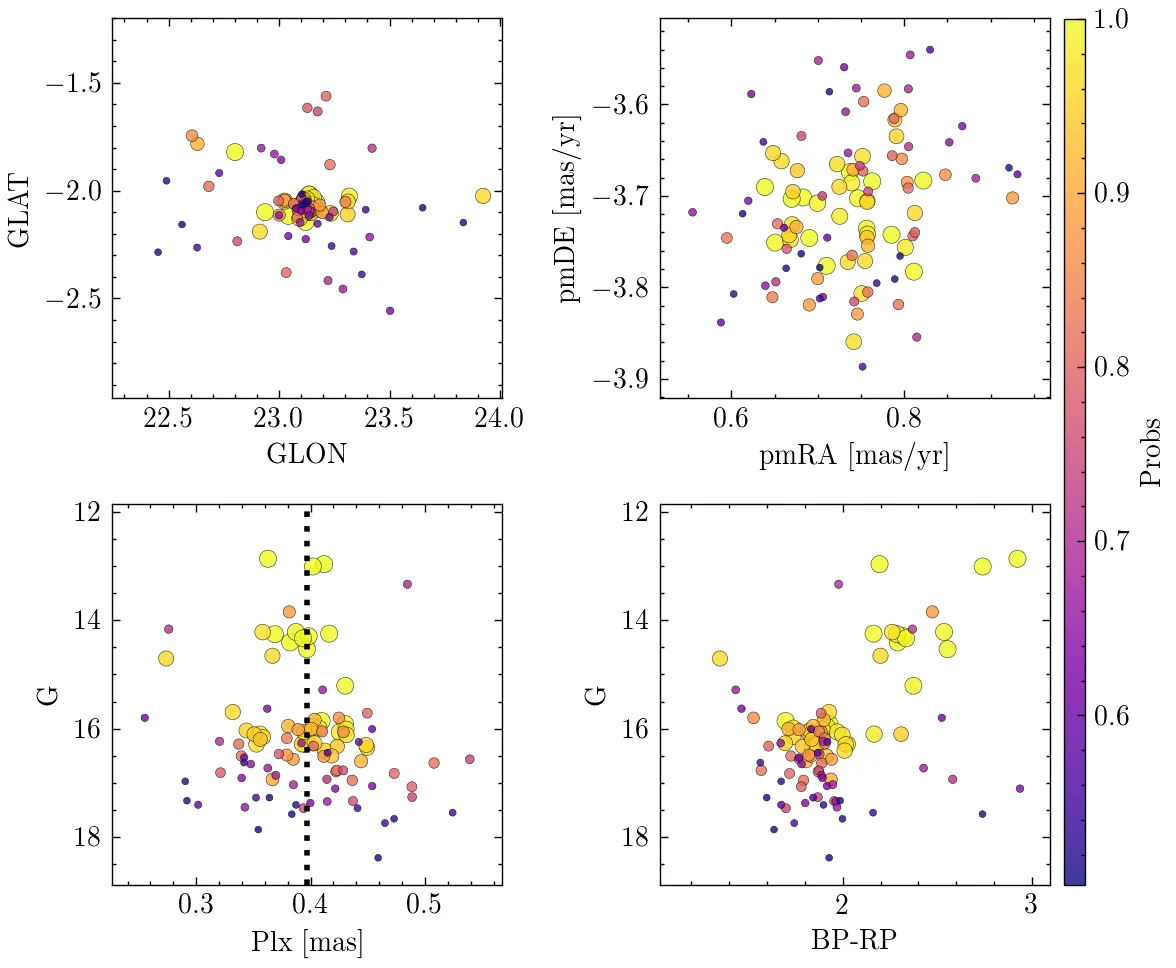 −1.5
−2.0
−2.5
GLAT
22.5 23.0 23.5 24.0
GLON
−3.6
−3.7
−3.8
−3.9
pmDE [mas/yr]
0.6 0.8
pmRA [mas/yr]
1.0
0.9
0.8
0.7
0.6
Probs
12
14
16
18
G
0.3 0.4 0.5
Plx [mas]
12
14
16
18
G
2 3
BP-RP